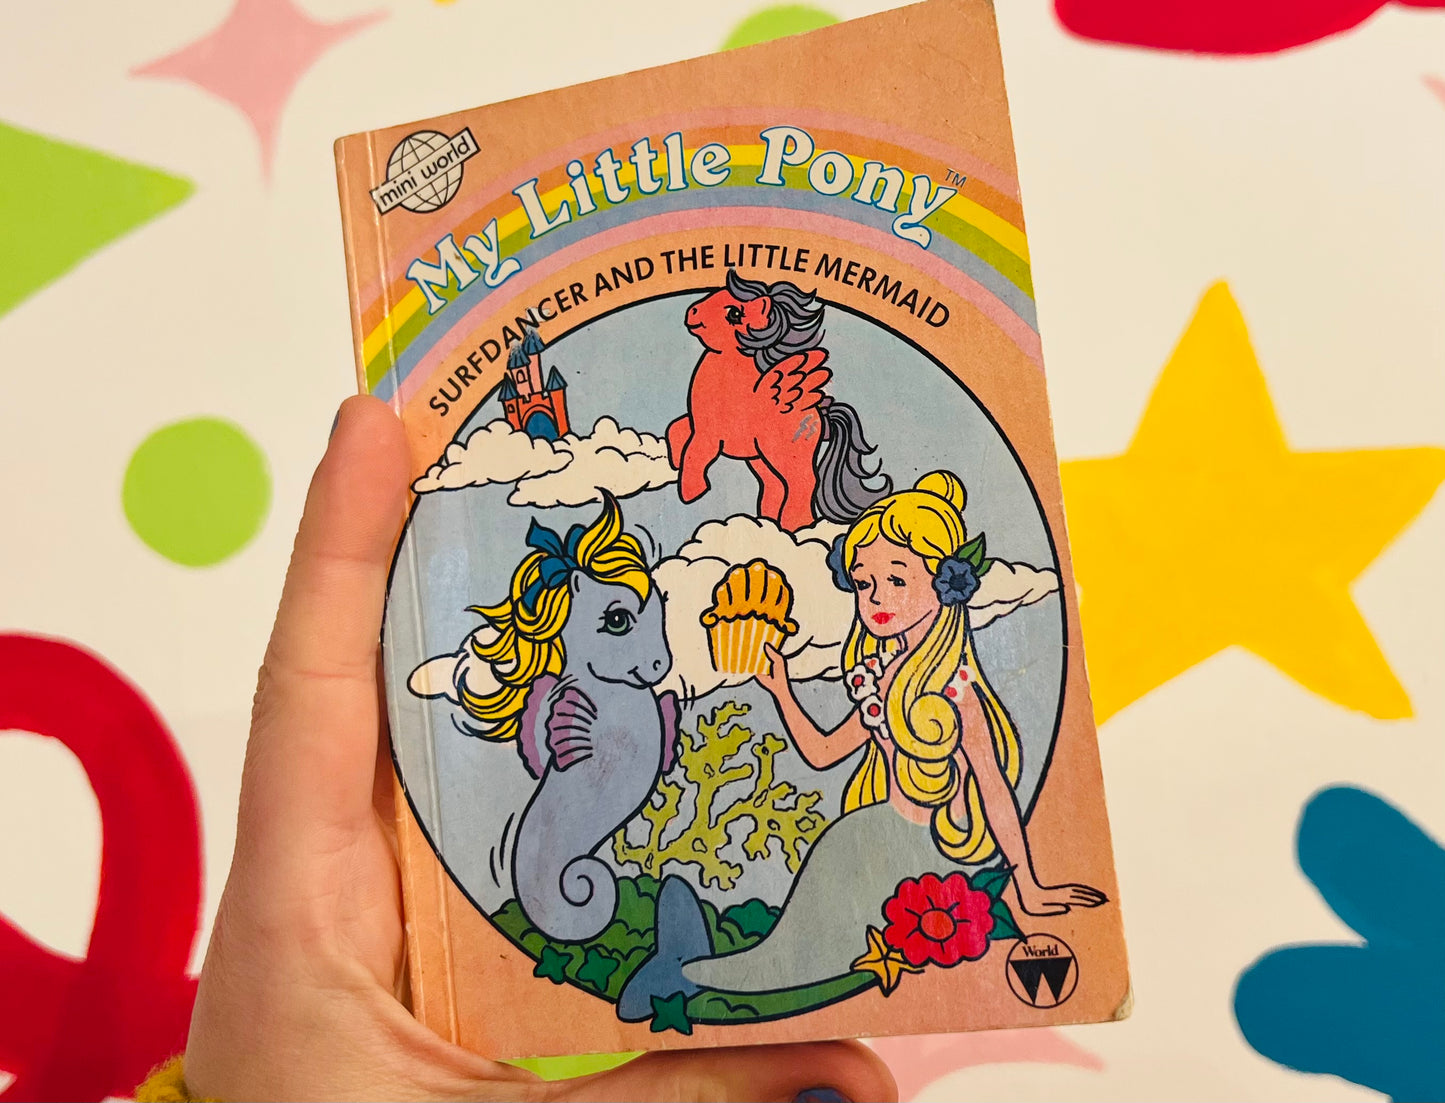 mini world
My Little Pony™
SURFDANCER AND THE LITTLE MERMAID
World
W